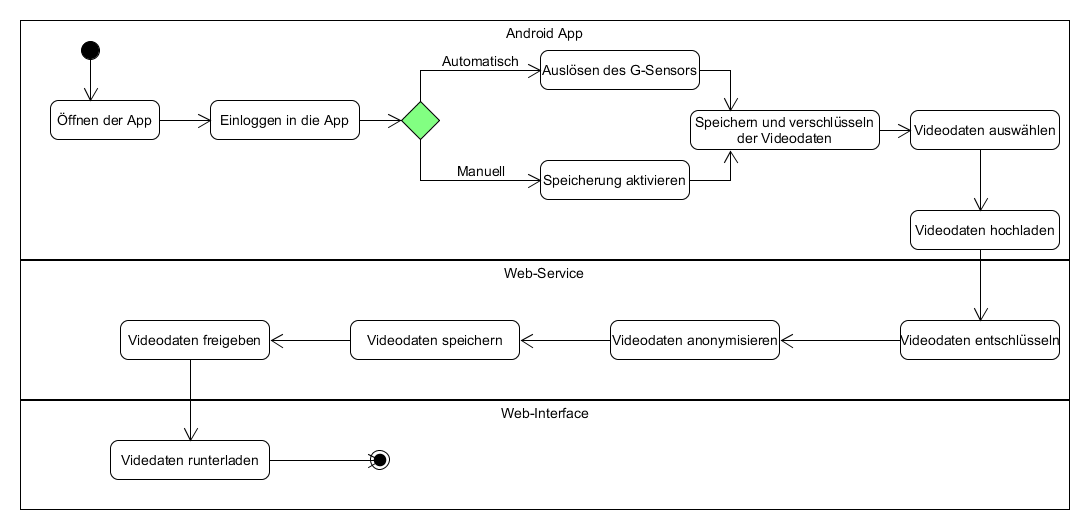 Android App
Automatisch
Auslösen des G-Sensors
Öffnen der App
Einloggen in die App
Speichern und verschlüsseln
der Videodaten
Videodaten auswählen
Manuell
Speicherung aktivieren
Videodaten hochladen
Web-Service
Videodaten freigeben
Videodaten speichern
Videodaten anonymisieren
Videodaten entschlüsseln
Web-Interface
Videdaten runterladen